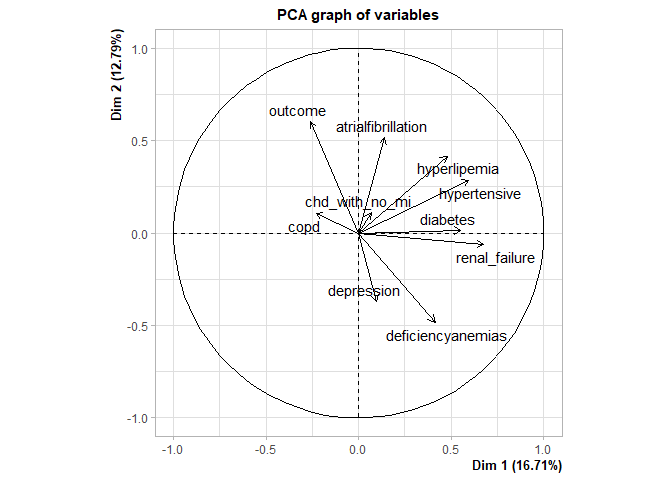 PCA graph of variables
Dim 2 (12.79%)
1.0
0.5
0.0
-0.5
-1.0
outcome
atrialfibrillation
hyperlipemia
hypertensive
chd_with_no_mi
copd
diabetes
renal_failure
depression
deficiencyanemias
-1.0
-0.5
0.0
0.5
1.0
Dim 1 (16.71%)